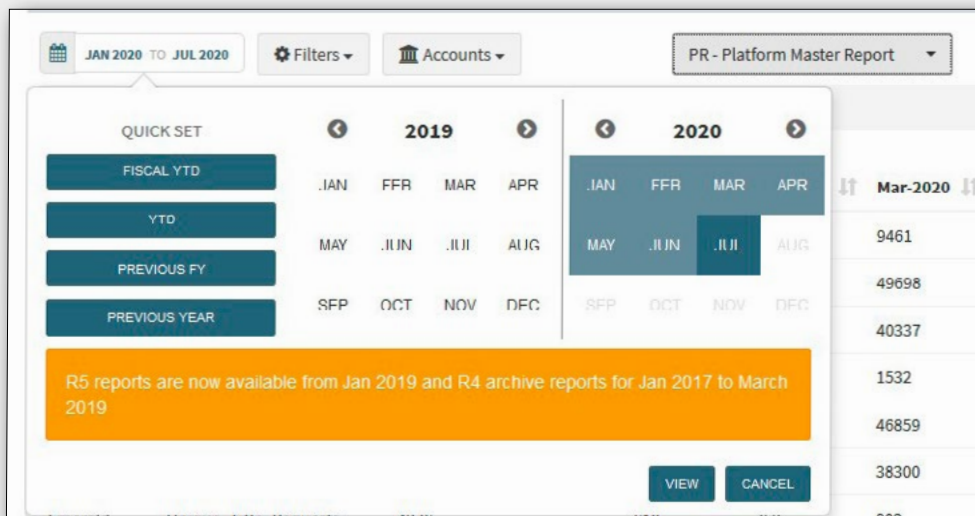 JAN 2020 TO JUL 2020 Filters Accounts PR - Platform Master Report
QUICK SET 2019 2020
FISCAL YTD
JAN FEB MAR APR JAN FEB MAR APR
Mar-2020
YTD
9461
MAY JUN JUL AUG MAY JUN JUL AUG
PREVIOUS FY
49698
PREVIOUS YEAR
SEP OCT NOV DEC SEP OCT NOV DEC
40337
R5 reports are now available from Jan 2019 and R4 archive reports for Jan 2017 to March
2019
1532
46859
38300
VIEW CANCEL